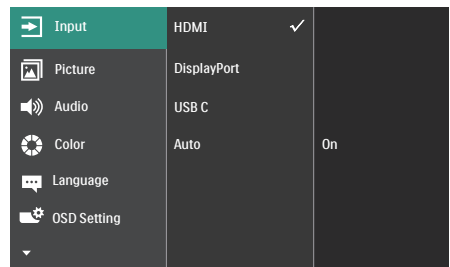 Input
HDMI
Picture
DisplayPort
Audio
USB C
Color
Auto
On
Language
OSD Setting